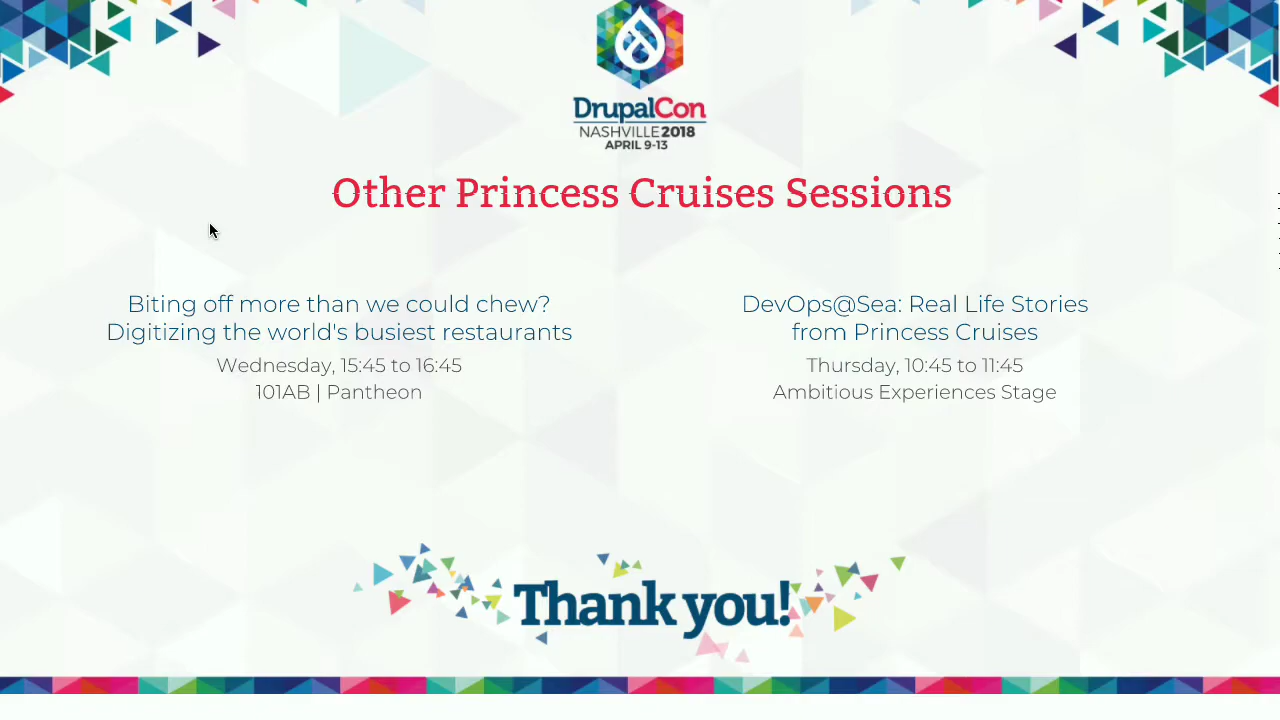 DrupalCon
NASHVILLE 2018
APRIL 9-13
Other Princess Cruises Sessions
Biting off more than we could chew?
Digitizing the world's busiest restaurants
Wednesday, 15:45 to 16:45
101AB | Pantheon
DevOps@Sea: Real Life Stories
from Princess Cruises
Thursday, 10:45 to 11:45
Ambitious Experiences Stage
Thank you!